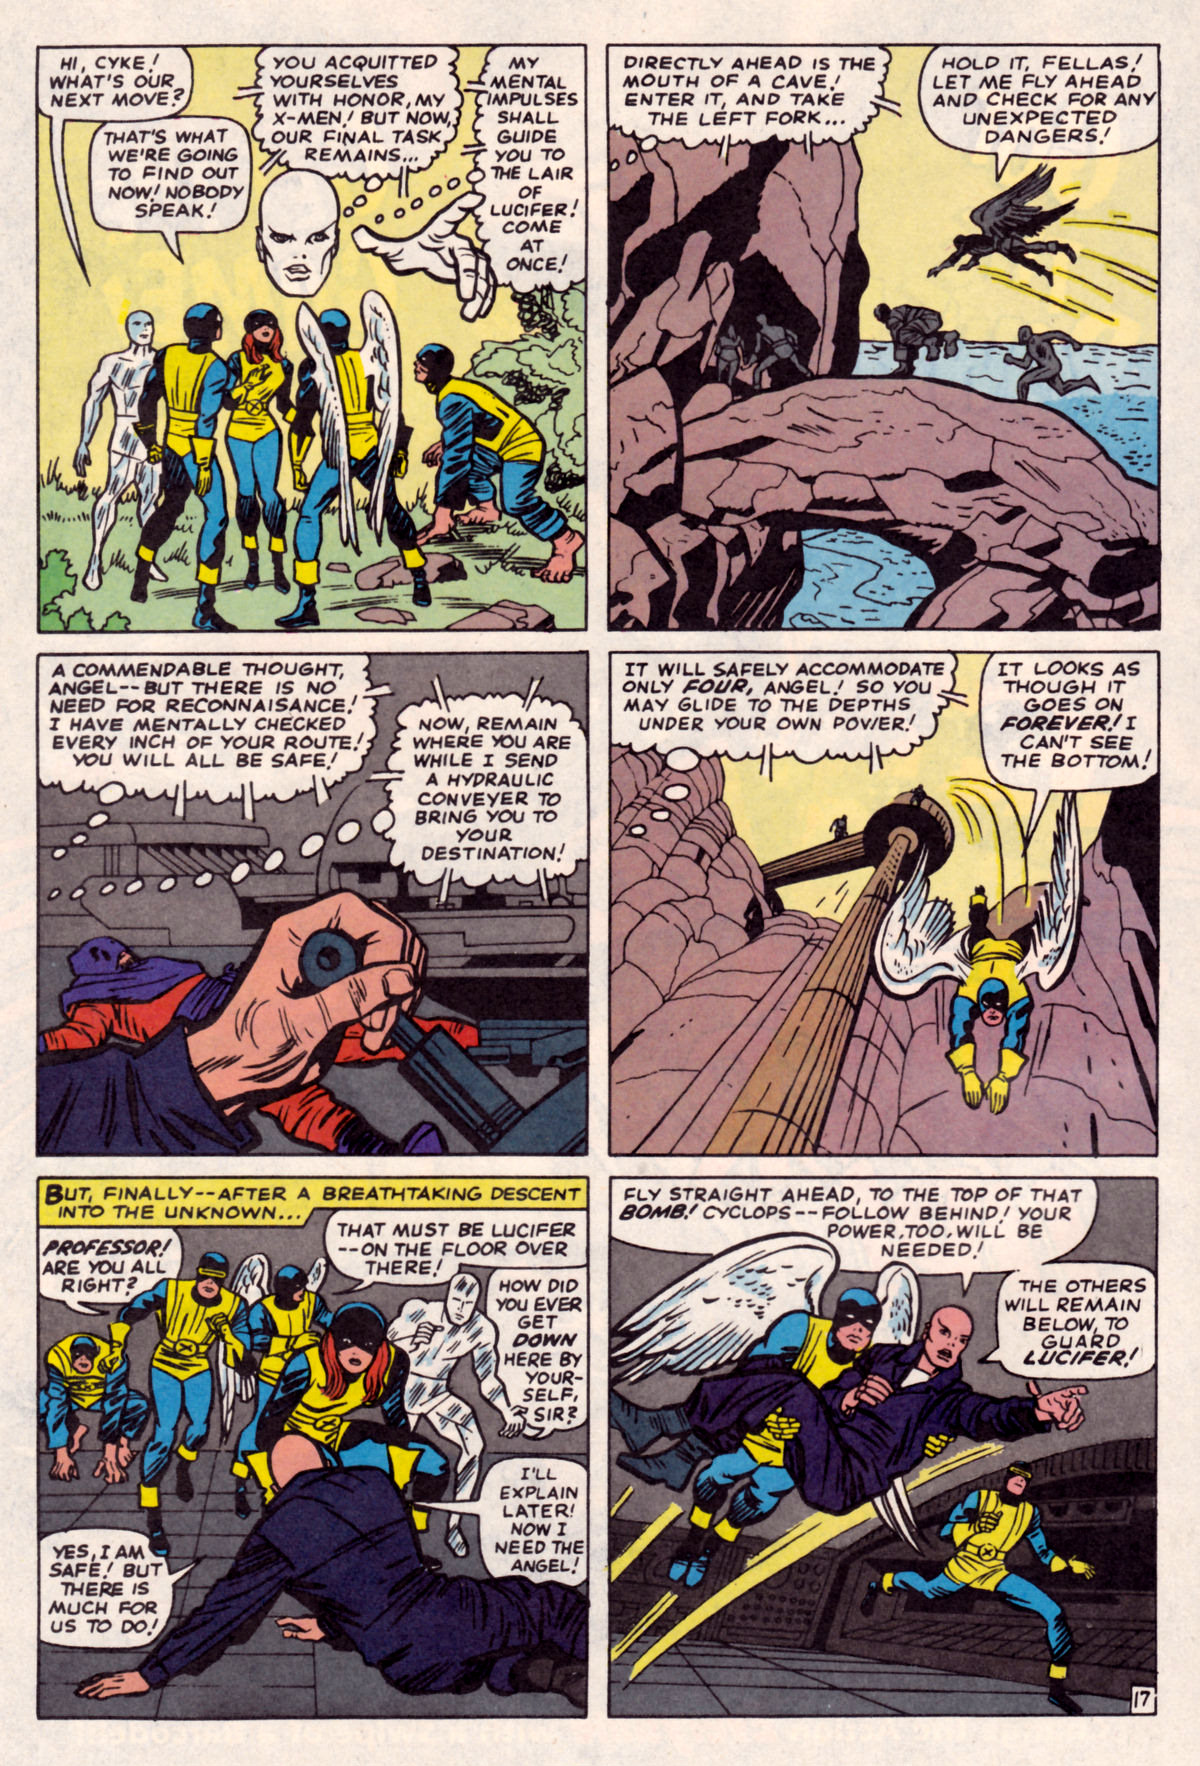 HI, CYKE!
WHAT'S OUR
NEXT MOVE?
THAT'S WHAT
WE'RE GOING
TO FIND OUT
NOW! NOBODY
SPEAK!
YOU ACQUITTED
YOURSELVES
WITH HONOR, MY
X-MEN! BUT NOW,
OUR FINAL TASK
REMAINS...
MY
MENTAL
IMPULSES
SHALL
GUIDE
YOU TO
THE LAIR
OF
LUCIFER!
COME
AT
ONCE!
DIRECTLY AHEAD IS THE
MOUTH OF A CAVE!
ENTER IT, AND TAKE
THE LEFT FORK...
HOLD IT, FELLAS!
LET ME FLY AHEAD
AND CHECK FOR ANY
UNEXPECTED
DANGERS!
A COMMENDABLE THOUGHT,
ANGEL--BUT THERE IS NO
NEED FOR RECONNAISANCE!
I HAVE MENTALLY CHECKED
EVERY INCH OF YOUR ROUTE!
YOU WILL ALL BE SAFE!
NOW, REMAIN
WHERE YOU ARE
WHILE I SEND
A HYDRAULIC
CONVEYER TO
BRING YOU TO
YOUR
DESTINATION!
IT WILL SAFELY ACCOMMODATE
ONLY FOUR, ANGEL! SO YOU
MAY GLIDE TO THE DEPTHS
UNDER YOUR OWN POWER!
IT LOOKS AS
THOUGH IT
GOES ON
FOREVER! I
CAN'T SEE
THE BOTTOM!
BUT, FINALLY--AFTER A BREATHTAKING DESCENT
INTO THE UNKNOWN...
PROFESSOR!
ARE YOU ALL
RIGHT?
THAT MUST BE LUCIFER
--ON THE FLOOR OVER
THERE!
HOW DID
YOU EVER
GET
DOWN
HERE BY
YOUR-
SELF,
SIR?
YES, I AM
SAFE! BUT
THERE IS
MUCH FOR
US TO DO!
I'LL
EXPLAIN
LATER!
NOW I
NEED THE
ANGEL!
FLY STRAIGHT AHEAD, TO THE TOP OF THAT
BOMB! CYCLOPS--FOLLOW BEHIND! YOUR
POWER, TOO, WILL BE
NEEDED!
THE OTHERS
WILL REMAIN
BELOW, TO
GUARD
LUCIFER!
17